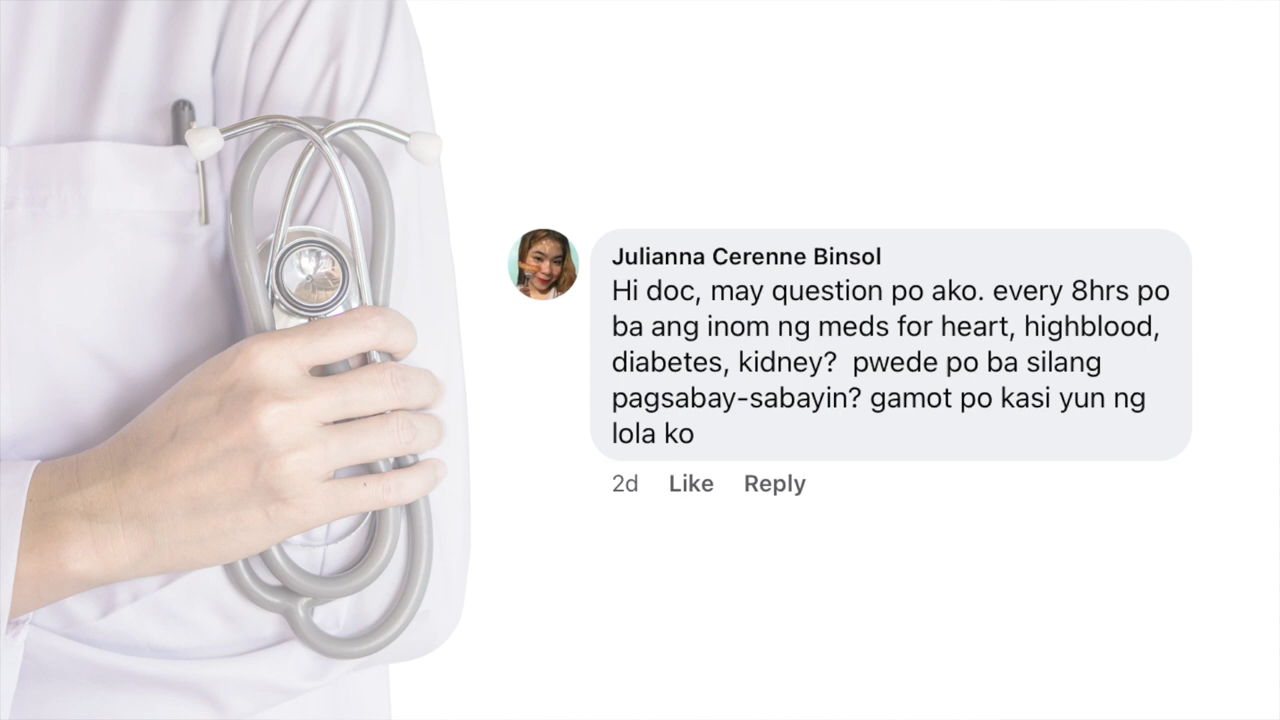 Julianna Cerenne Binsol
Hi doc, may question po ako. every 8hrs po
ba ang inom ng meds for heart, highblood,
diabetes, kidney?  pwede po ba silang
pagsabay-sabayin? gamot po kasi yun ng
lola ko
2d Like Reply